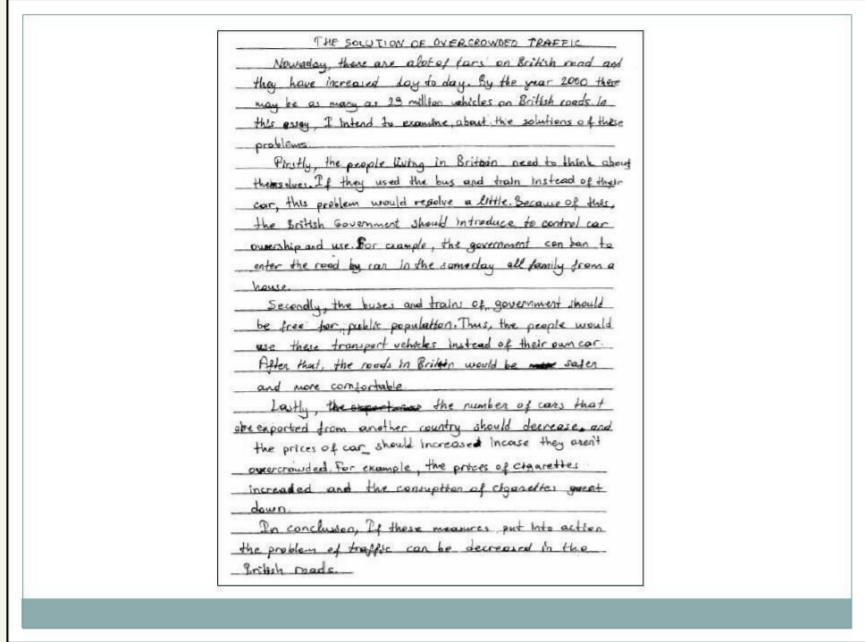 THE SOLUTION OF OVERCROWDED TRAFFIC
Nowaday, there are alot of cars on British road and
they have increased day to day. By the year 2000 there
may be as many as 29 million vehicles on British roads. In
this essay, I intend to examine about the solutions of these
problems.
Firstly, the people living in Britain need to think about
themselves. If they used the bus and train instead of their
car, this problem would resolve a little. Because of this,
the British Government should introduce to control car
ownership and use. For example, the government can ban to
enter the road by car in the sameday all family from a
house.
Secondly, the buses and trains of government should
be free for public population. Thus, the people would
use these transport vehicles instead of their own car.
After that, the roads in Britain would be safer
and more comfortable
Lastly, the number of cars that
are exported from another country should decrease and
the prices of car should increased incase they aren't
overcrowded. For example, the prices of cigarettes
increaded and the consuption of cigarettes went
down.
In conclusion, If these measures put into action
the problem of traffic can be decreased in the
British roads.